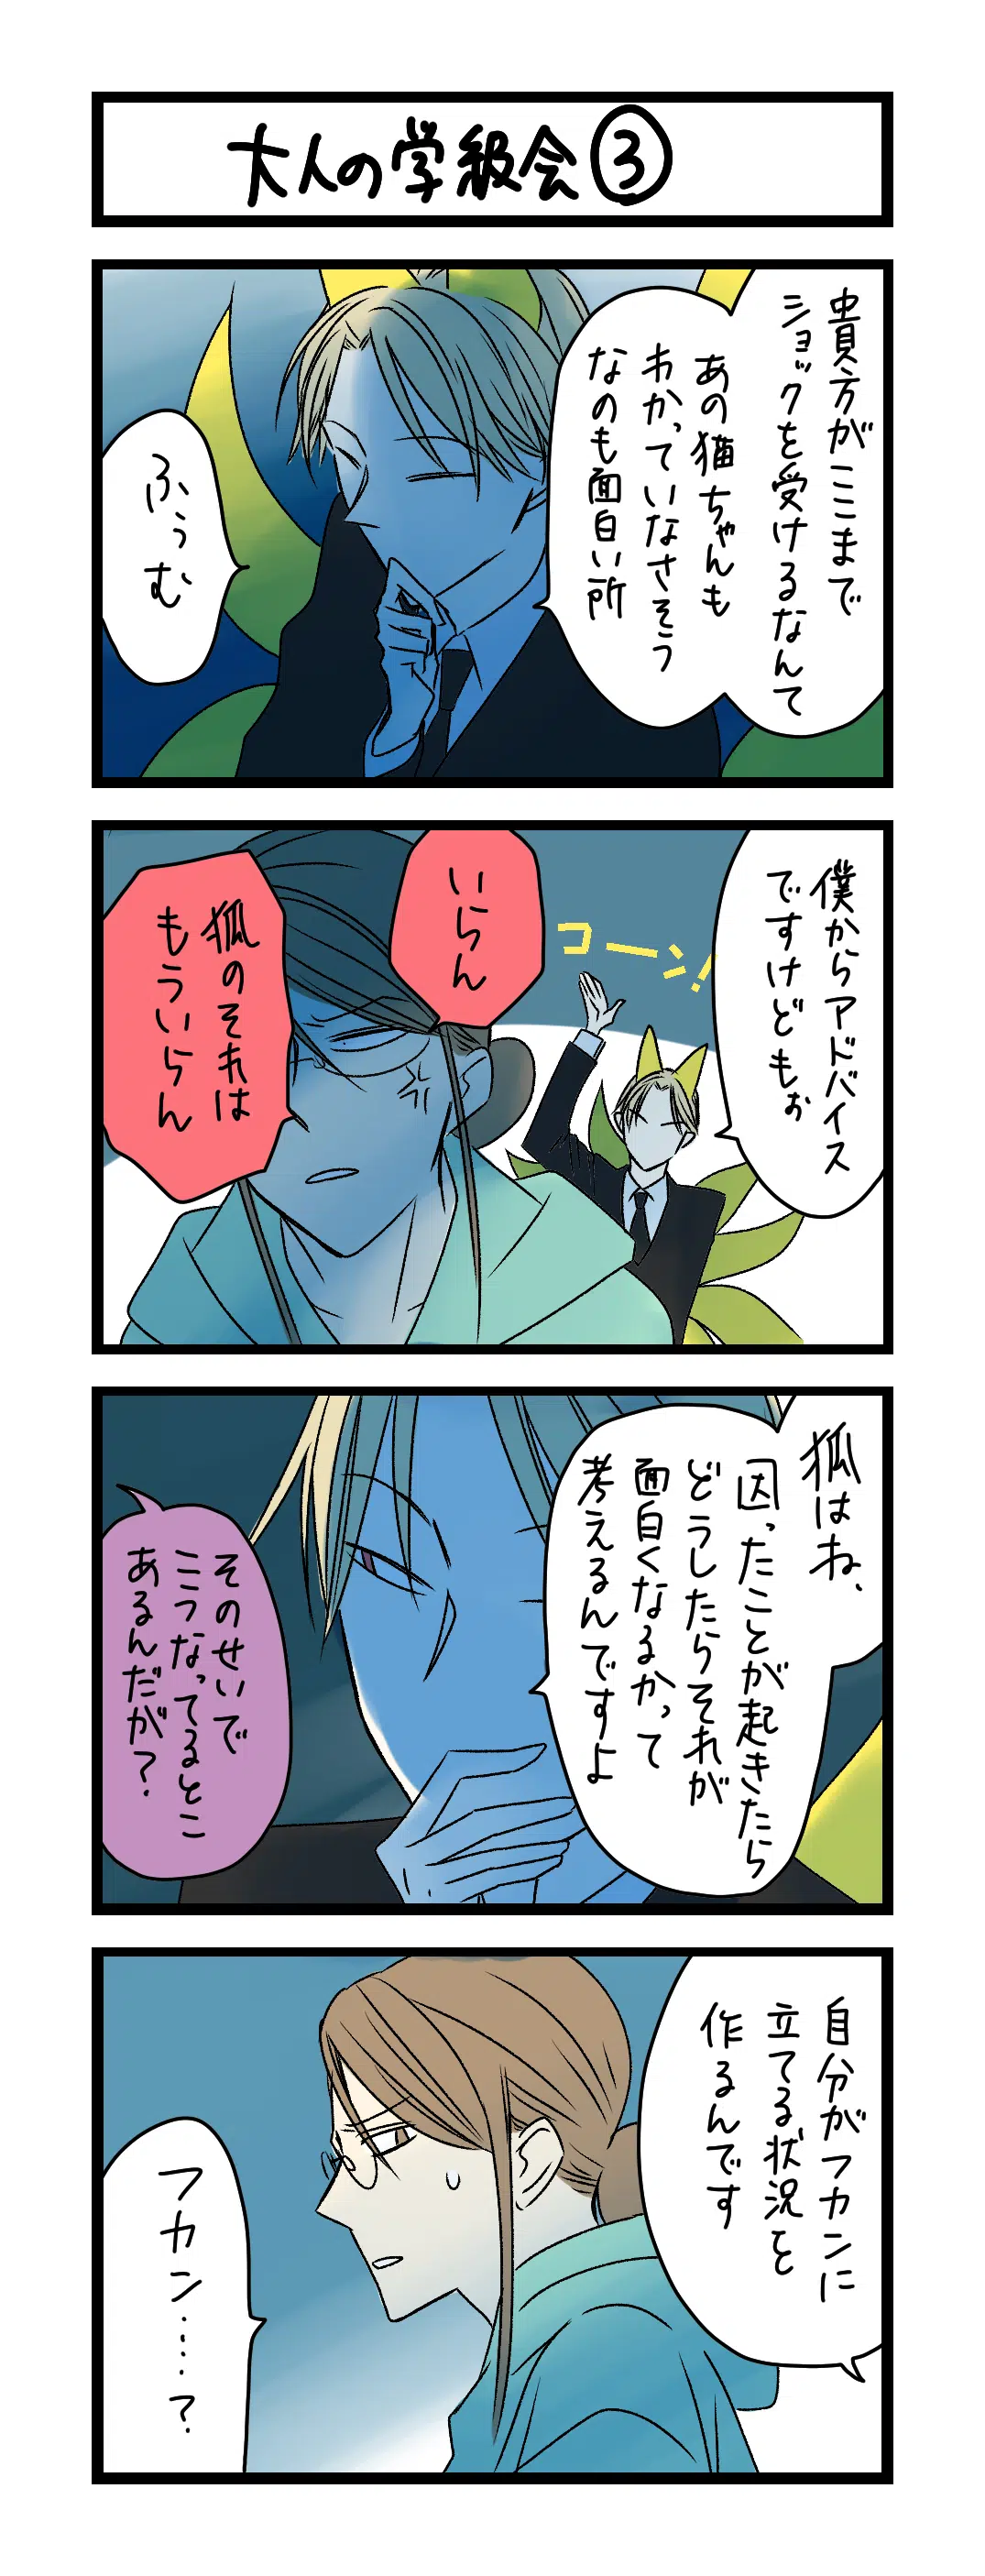 大人の学級会③
貴方がここまで
ショックを受けるなんて
あの猫ちゃんも
わかっていなさそう
なのも面白い所
ふぅむ
僕からアドバイス
ですけどもぉ
コーン!
いらん
狐のそれは
もういらん
狐はね、
困ったことが起きたら
どうしたらそれが
面白くなるかって
考えるんですよ
そのせいで
こうなってるとこ
あるんだが?
自分がフカンに
立てる状況を
作るんです
フカン……?